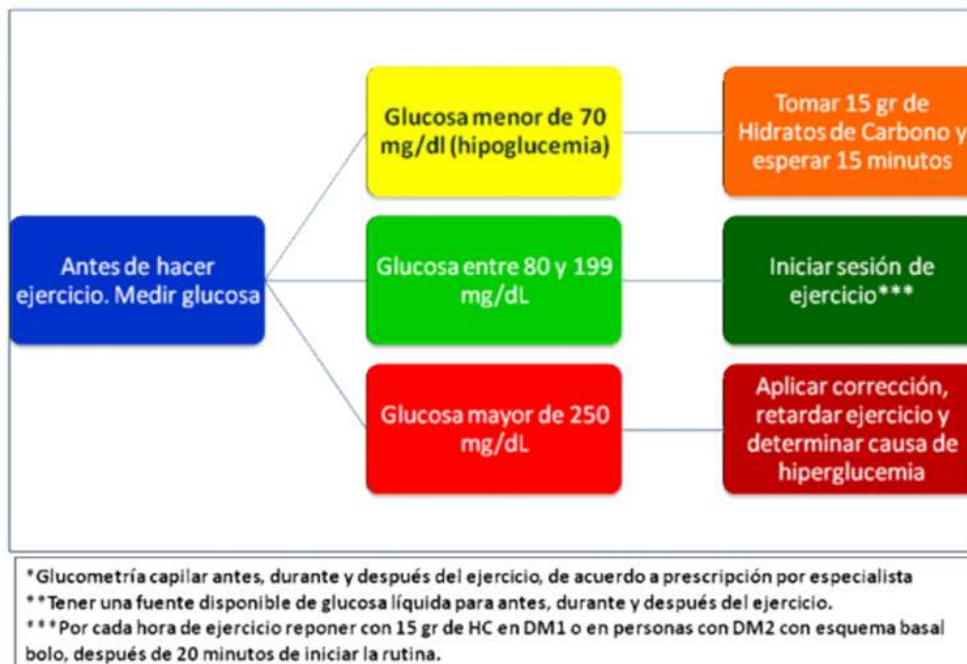 Glucosa menor de 70
mg/dl (hipoglucemia)
Tomar 15 gr de
Hidratos de Carbono y
esperar 15 minutos
Antes de hacer
ejercicio. Medir glucosa
Glucosa entre 80 y 199
mg/dL
Iniciar sesión de
ejercicio***
Glucosa mayor de 250
mg/dL
Aplicar corrección,
retardar ejercicio y
determinar causa de
hiperglucemia
*Glucometría capilar antes, durante y después del ejercicio, de acuerdo a prescripción por especialista
**Tener una fuente disponible de glucosa líquida para antes, durante y después del ejercicio.
***Por cada hora de ejercicio reponer con 15 gr de HC en DM1 o en personas con DM2 con esquema basal
bolo, después de 20 minutos de iniciar la rutina.